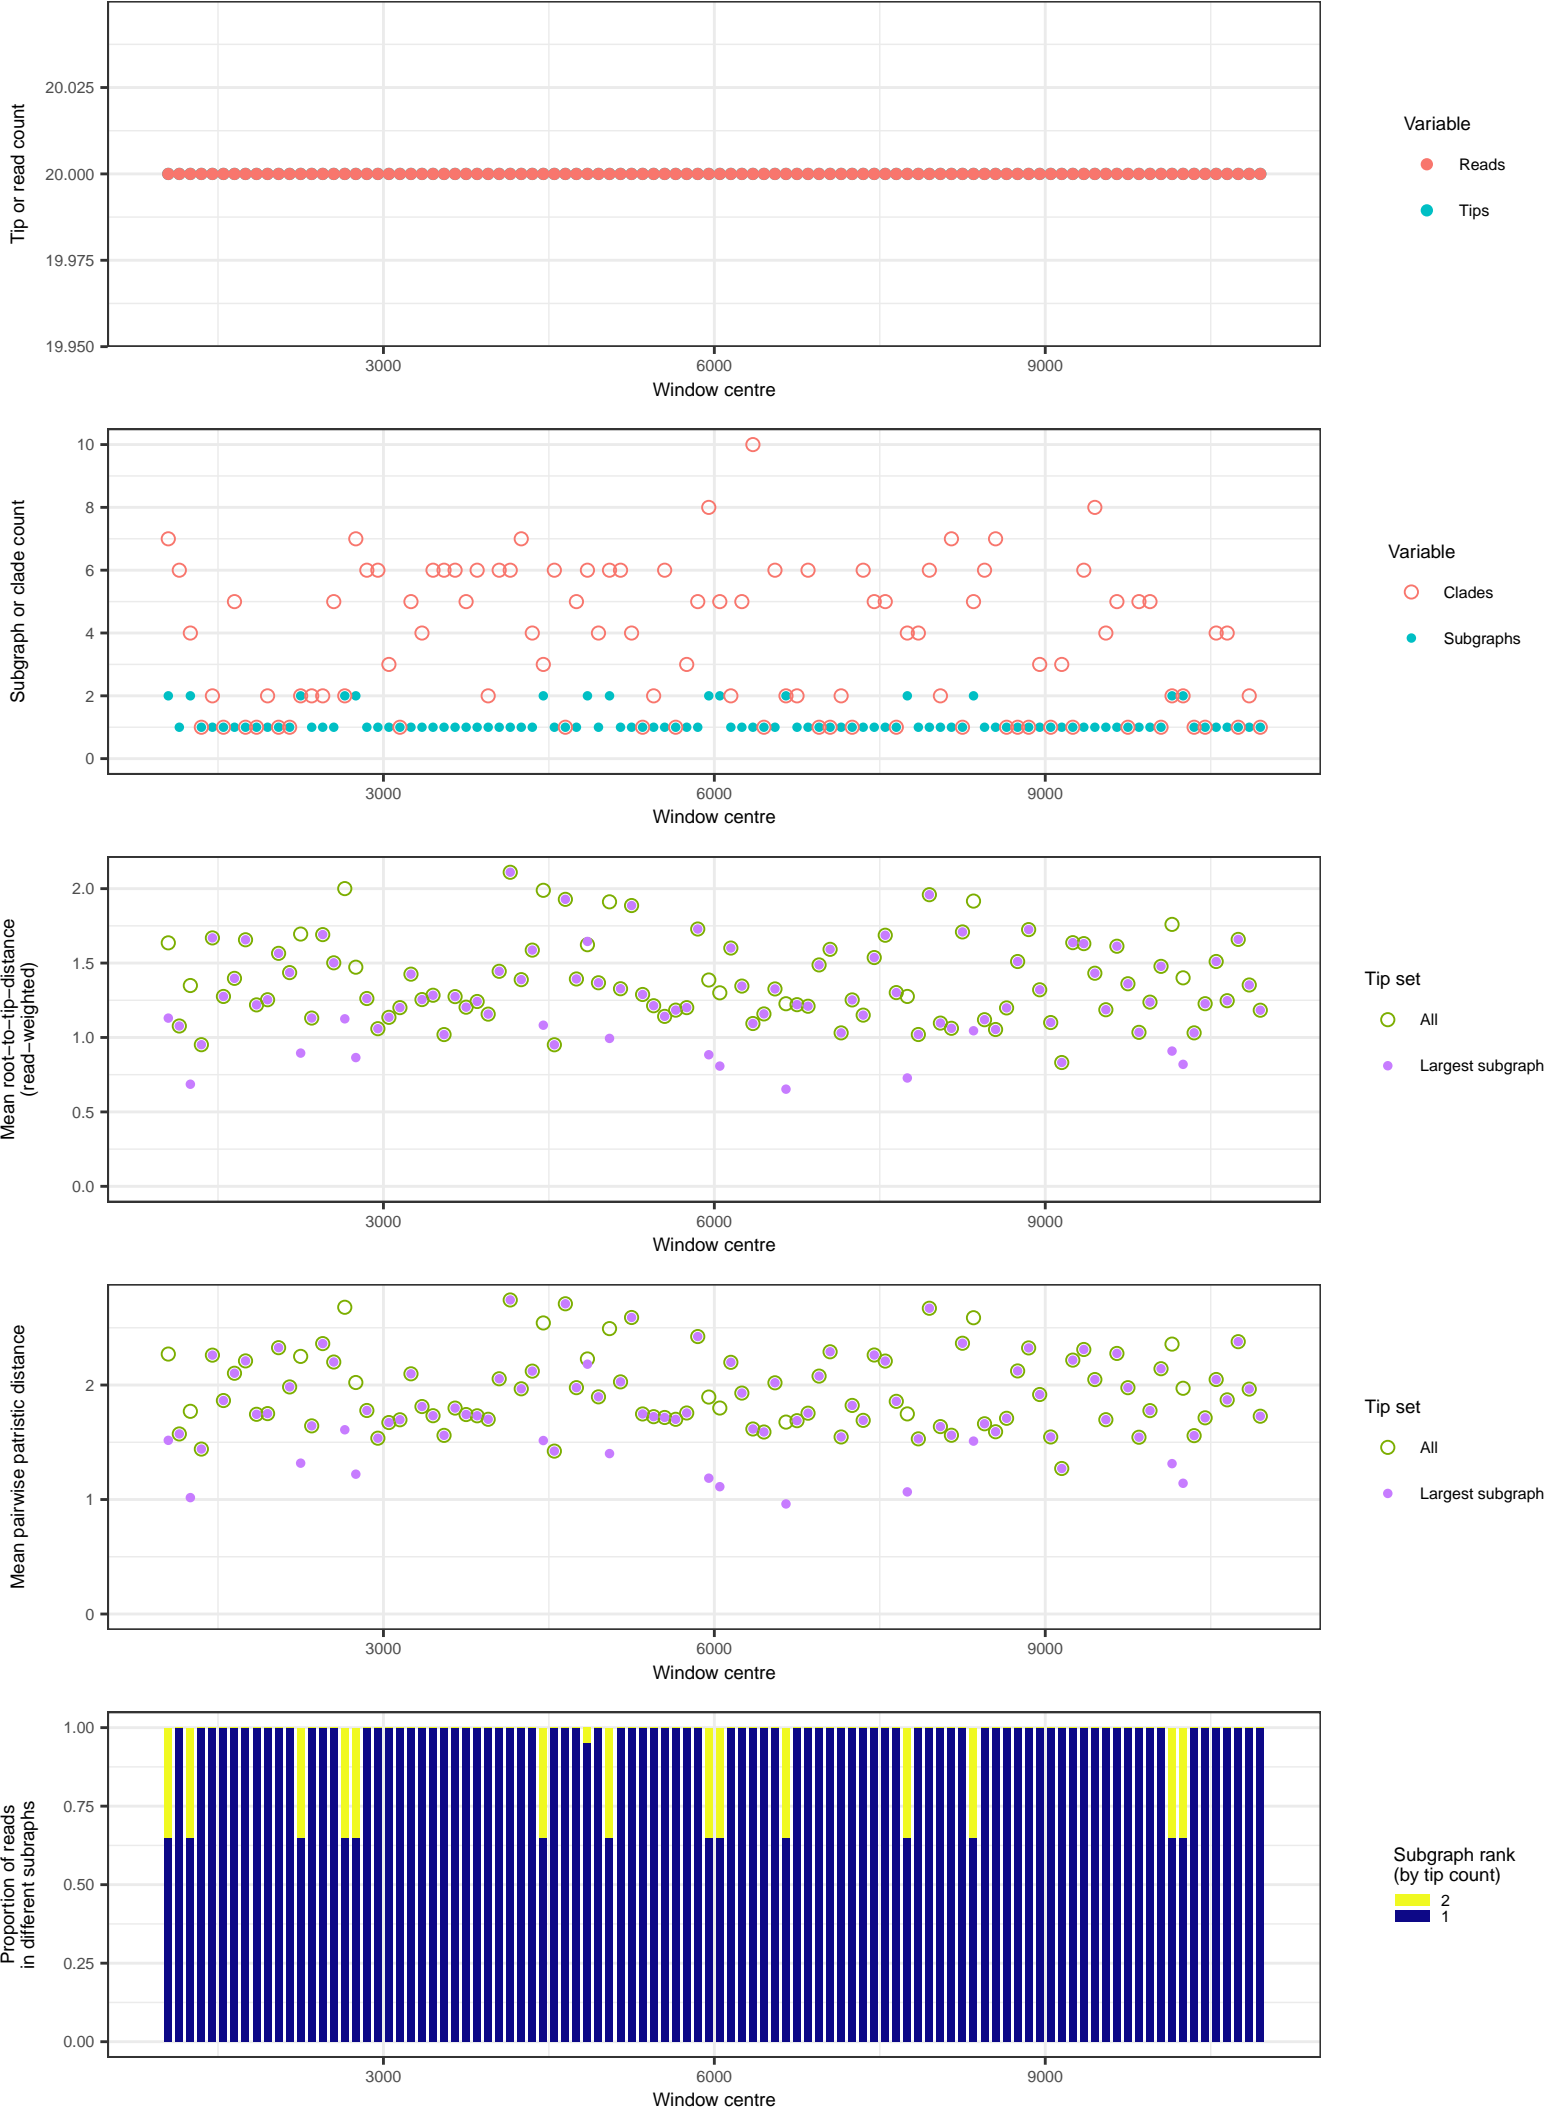 20.025
20.000
19.975
19.950
Tip or read count
3000 6000 9000
Window centre
Variable
Reads
Tips
10
8
6
4
2
0
Subgraph or clade count
3000 6000 9000
Window centre
Variable
Clades
Subgraphs
2.0
1.5
1.0
0.5
0.0
Mean root−to−tip−distance
(read−weighted)
3000 6000 9000
Window centre
Tip set
All
Largest subgraph
2
1
0
Mean pairwise patristic distance
3000 6000 9000
Window centre
Tip set
All
Largest subgraph
1.00
0.75
0.50
0.25
0.00
Proportion of reads
in different subraphs
3000 6000 9000
Window centre
Subgraph rank
(by tip count)
2
1